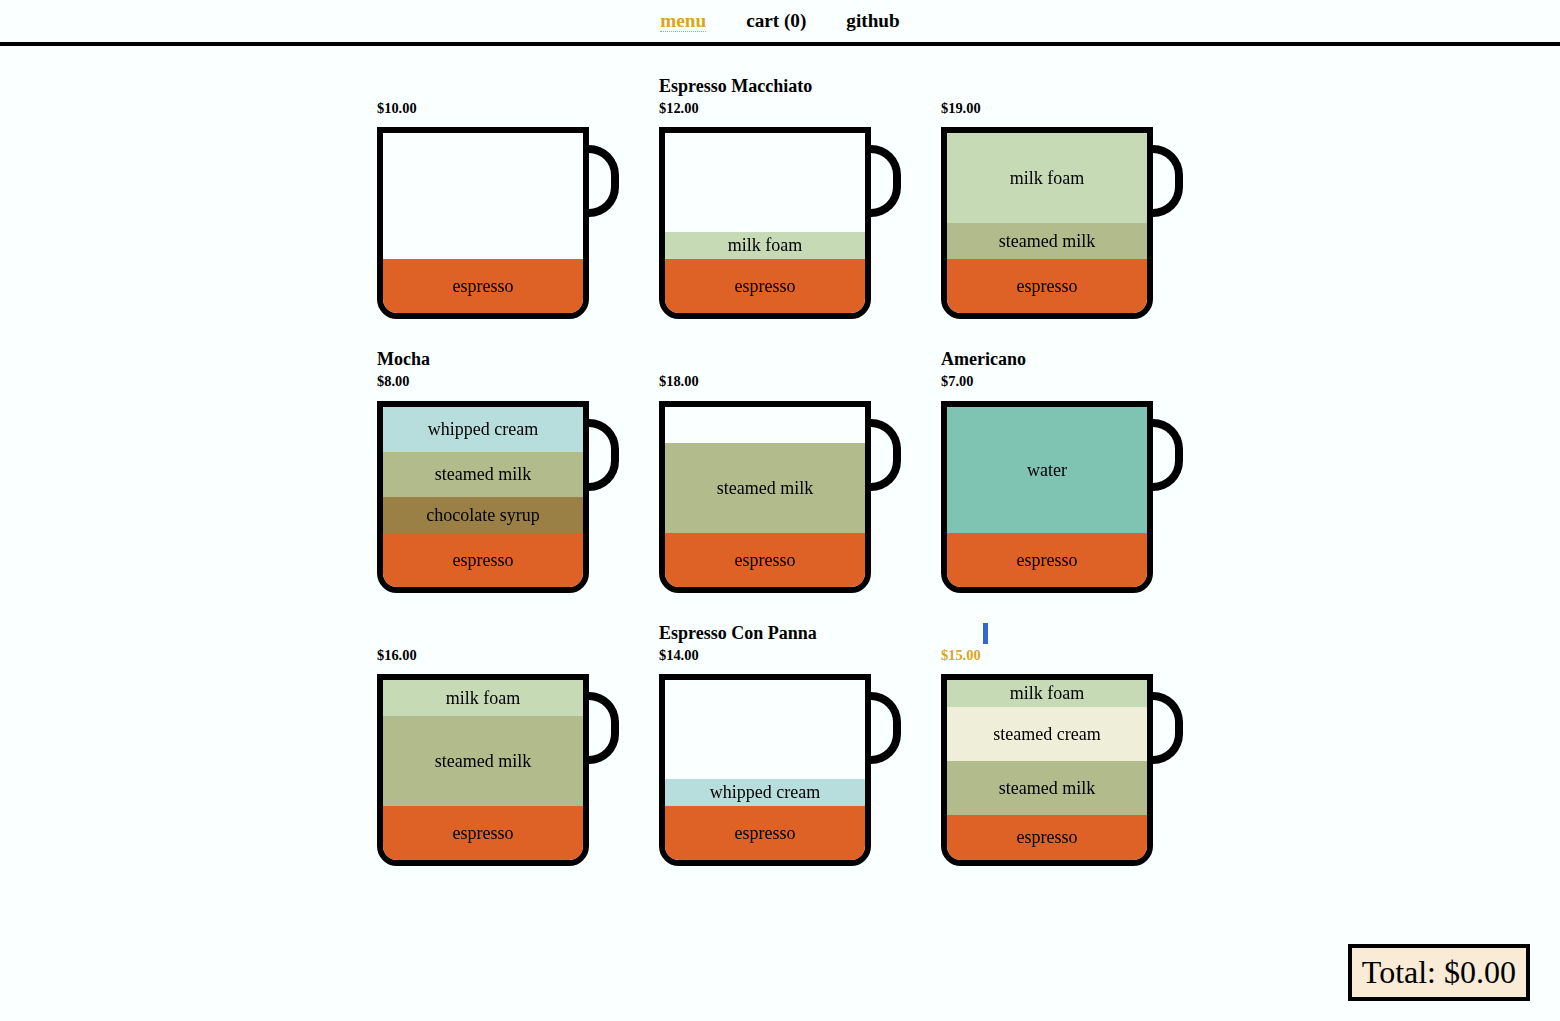 menu cart (0) github
$10.00
espresso
Espresso Macchiato
$12.00
milk foam
espresso
$19.00
milk foam
steamed milk
espresso
Mocha
$8.00
whipped cream
steamed milk
chocolate syrup
espresso
$18.00
steamed milk
espresso
Americano
$7.00
water
espresso
$16.00
milk foam
steamed milk
espresso
Espresso Con Panna
$14.00
whipped cream
espresso
$15.00
milk foam
steamed cream
steamed milk
espresso
Total: $0.00